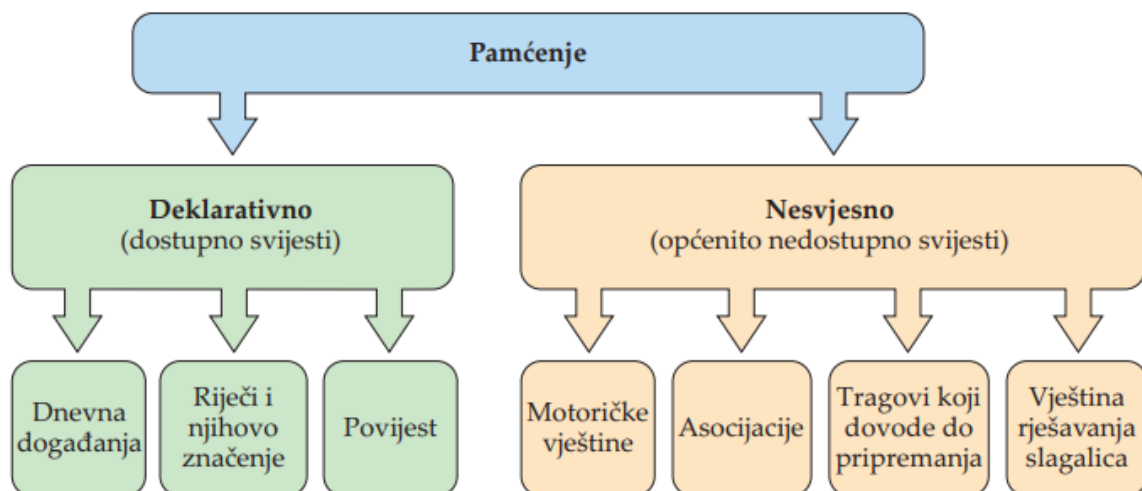 Pamćenje
Deklarativno
(dostupno svijesti)
Nesvjesno
(općenito nedostupno svijesti)
Dnevna
događanja
Riječi i
njihovo
značenje
Povijest
Motoričke
vještine
Asocijacije
Tragovi koji
dovode do
pripremanja
Vještina
rješavanja
slagalica